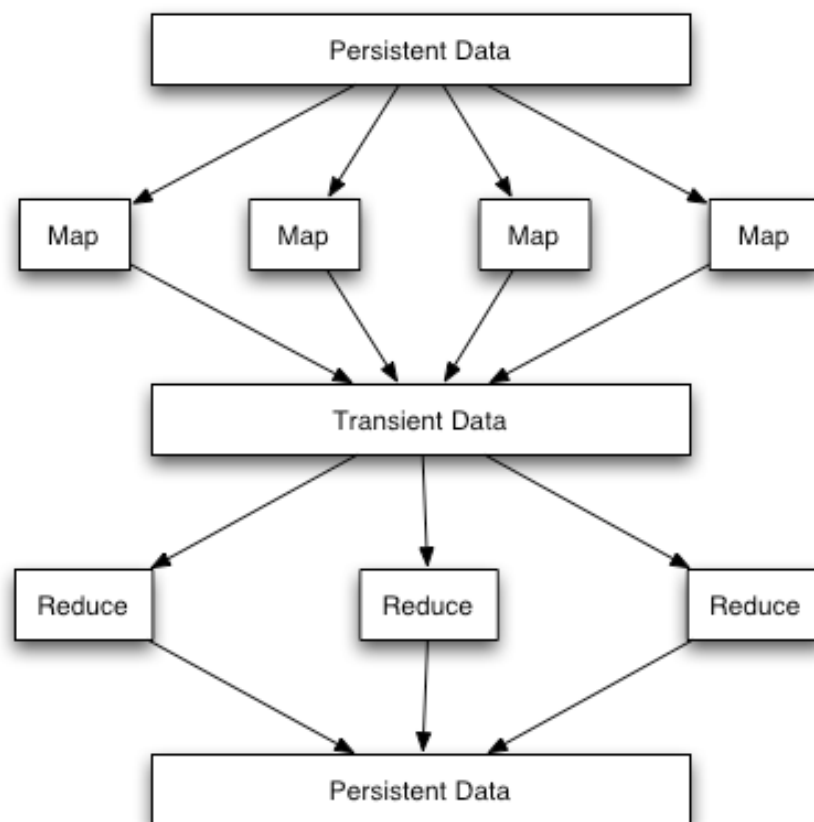 Persistent Data
Map
Map
Map
Map
Transient Data
Reduce
Reduce
Reduce
Persistent Data